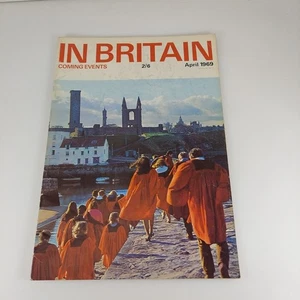 IN BRITAIN
COMING EVENTS 2/6 April 1969